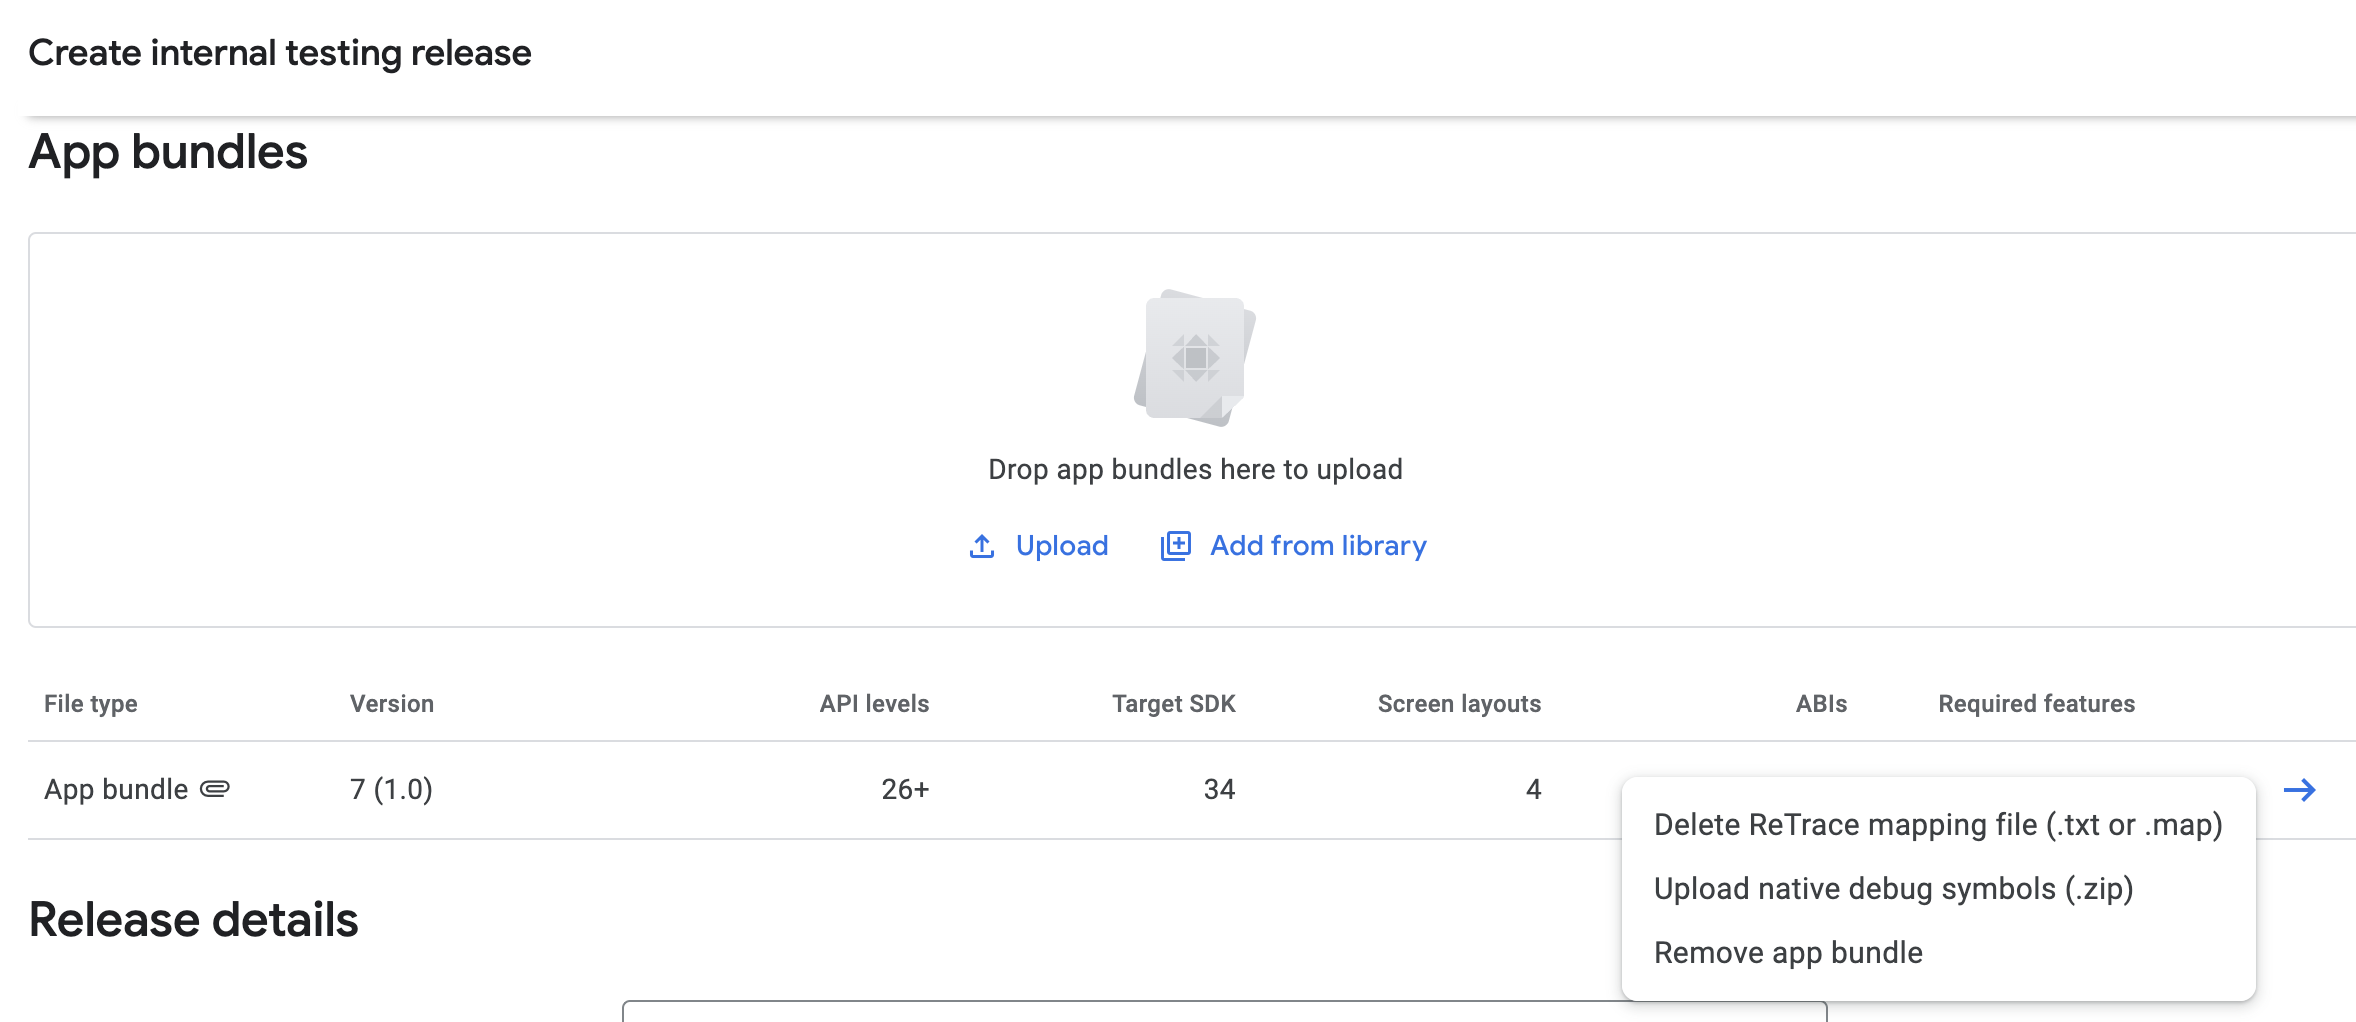 Create internal testing release
App bundles
Drop app bundles here to upload
Upload Add from library
File type Version API levels Target SDK Screen layouts ABIs Required features
App bundle 7 (1.0) 26+ 34 4
Delete ReTrace mapping file (.txt or .map)
Upload native debug symbols (.zip)
Remove app bundle
Release details